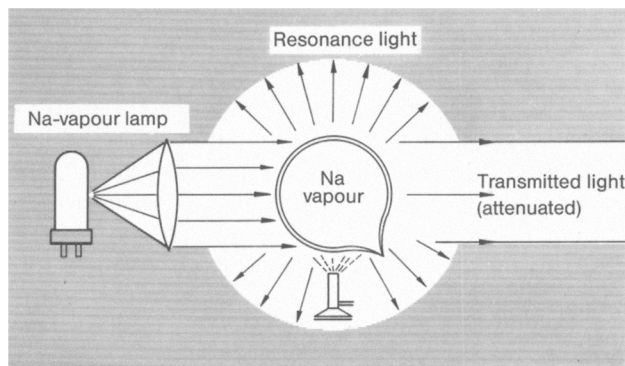 Resonance light
Na-vapour lamp
Na
vapour
Transmitted light
(attenuated)